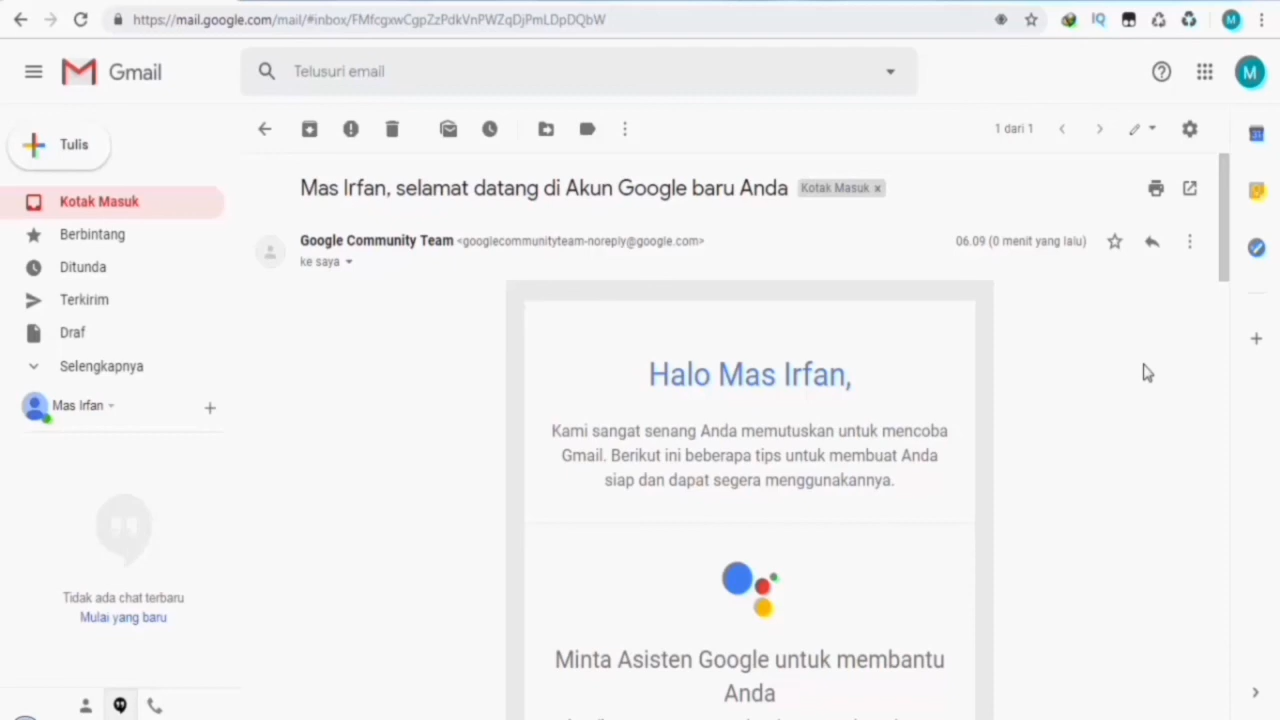 https://mail.google.com/mail/#inbox/FMfcgxwCgpZzPdkVnPWZqDjPmLDpDQbW
IQ
M
Gmail
Telusuri email
M
Tulis
1 dari 1
Mas Irfan, selamat datang di Akun Google baru Anda
Kotak Masuk x
Kotak Masuk
Berbintang
Ditunda
Terkirim
Draf
Selengkapnya
Mas Irfan
Google Community Team <googlecommunityteam-noreply@google.com>
06.09 (0 menit yang lalu)
ke saya
Halo Mas Irfan,
Kami sangat senang Anda memutuskan untuk mencoba
Gmail. Berikut ini beberapa tips untuk membuat Anda
siap dan dapat segera menggunakannya.
Minta Asisten Google untuk membantu
Anda
Tidak ada chat terbaru
Mulai yang baru